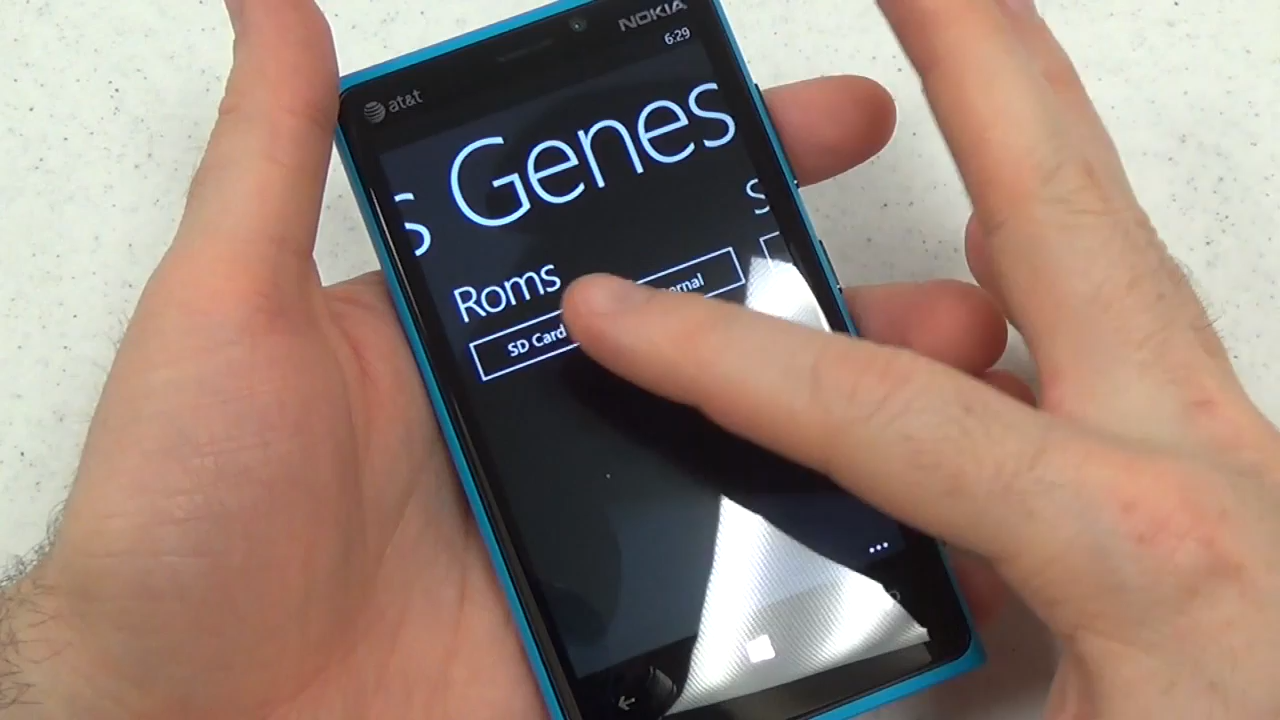 NOKIA
6:29
at&t
Genes
s
S
Roms
SD Card
ernal
...